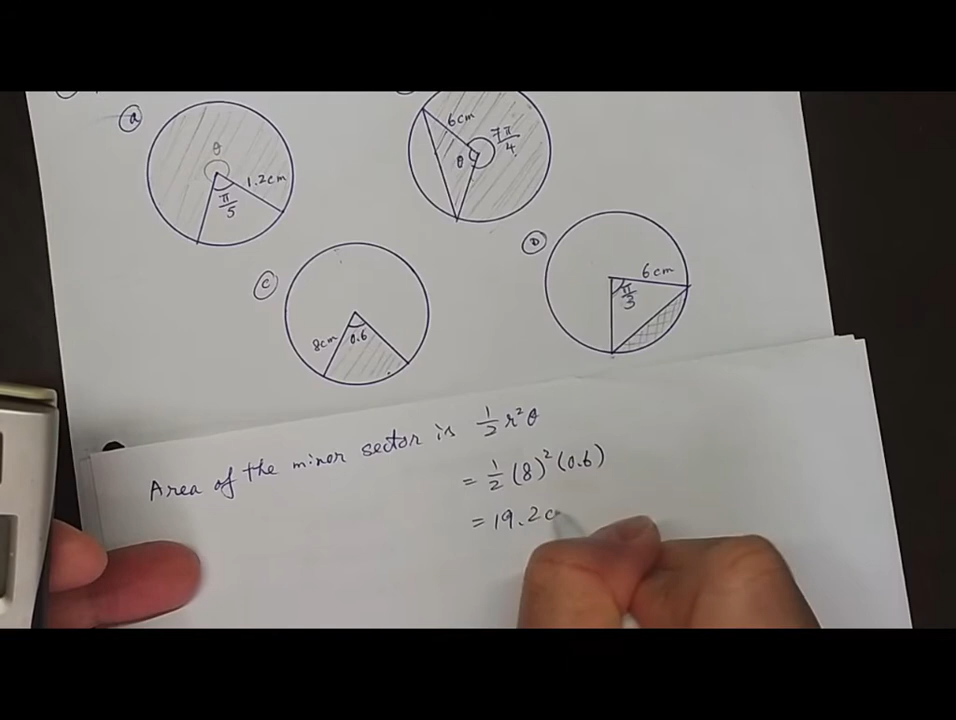 a
θ
1.2cm
π/5
6cm
θ
7π/4
C
8cm
0.6
D
6cm
π/3
Area of the minor sector is 1/2 r²θ
= 1/2 (8)² (0.6)
= 19.2c